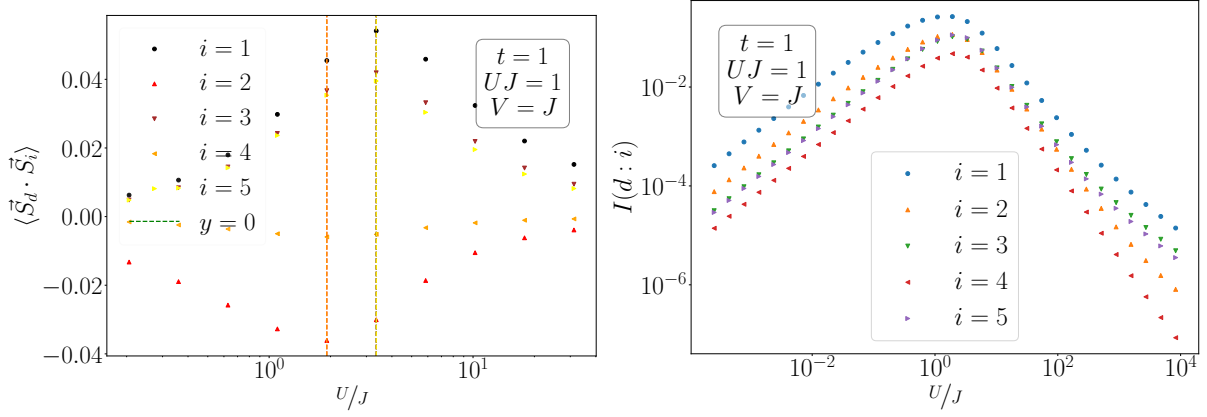 0.04
0.02
0.00
−0.02
−0.04
⟨S⃗_d · S⃗_i⟩
i = 1
i = 2
i = 3
i = 4
i = 5
y = 0
t = 1
UJ = 1
V = J
10^0
10^1
U/J
10^−2
10^−4
10^−6
I(d : i)
t = 1
UJ = 1
V = J
i = 1
i = 2
i = 3
i = 4
i = 5
10^−2
10^0
10^2
10^4
U/J